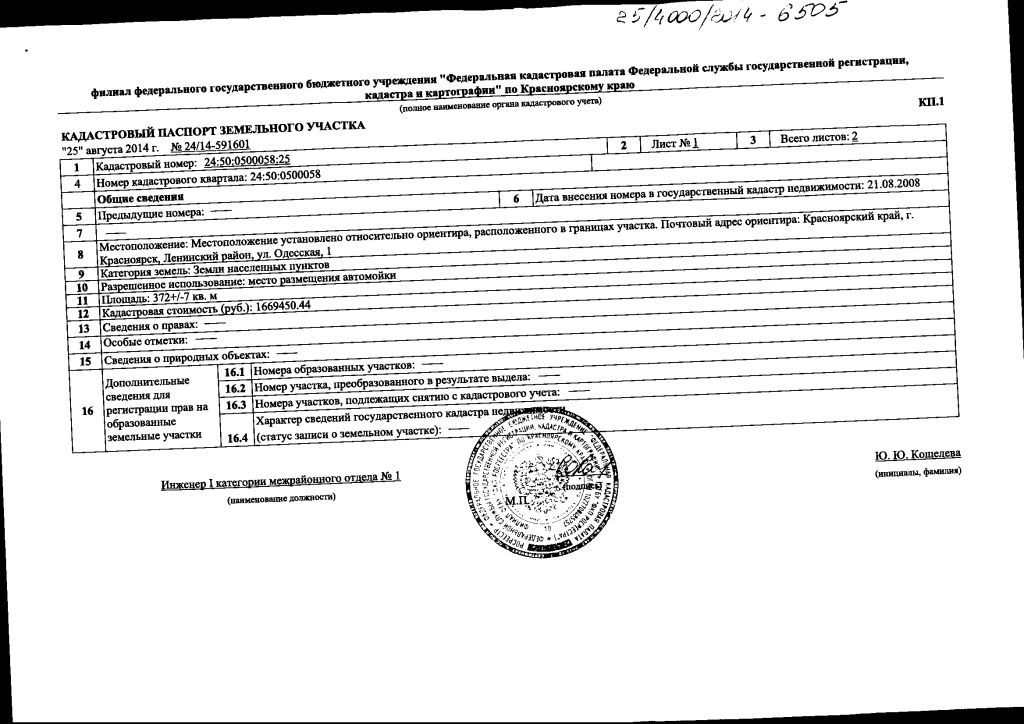 25/4000/2014 - 6505
филиал федерального государственного бюджетного учреждения "Федеральная кадастровая палата Федеральной службы государственной регистрации,
кадастра и картографии" по Красноярскому краю
(полное наименование органа кадастрового учета)
КП.1
КАДАСТРОВЫЙ ПАСПОРТ ЗЕМЕЛЬНОГО УЧАСТКА
"25" августа 2014 г. № 24/14-591601
1 Кадастровый номер: 24:50:0500058:25 2 Лист № 1 3 Всего листов: 2
4 Номер кадастрового квартала: 24:50:0500058
Общие сведения
5 Предыдущие номера: —— 6 Дата внесения номера в государственный кадастр недвижимости: 21.08.2008
7 ——
8 Местоположение: Местоположение установлено относительно ориентира, расположенного в границах участка. Почтовый адрес ориентира: Красноярский край, г.
Красноярск, Ленинский район, ул. Одесская, 1
9 Категория земель: Земли населенных пунктов
10 Разрешенное использование: место размещения автомойки
11 Площадь: 372+/-7 кв. м
12 Кадастровая стоимость (руб.): 1669450.44
13 Сведения о правах: ——
14 Особые отметки: ——
15 Сведения о природных объектах: ——
16 Дополнительные
сведения для
регистрации прав на
образованные
земельные участки
16.1 Номера образованных участков: ——
16.2 Номер участка, преобразованного в результате выдела: ——
16.3 Номера участков, подлежащих снятию с кадастрового учета: ——
16.4 Характер сведений государственного кадастра недвижимости
(статус записи о земельном участке): ——
Инженер I категории межрайонного отдела № 1
(наименование должности)
М.П.
(подпись)
Ю. Ю. Кощедева
(инициалы, фамилия)